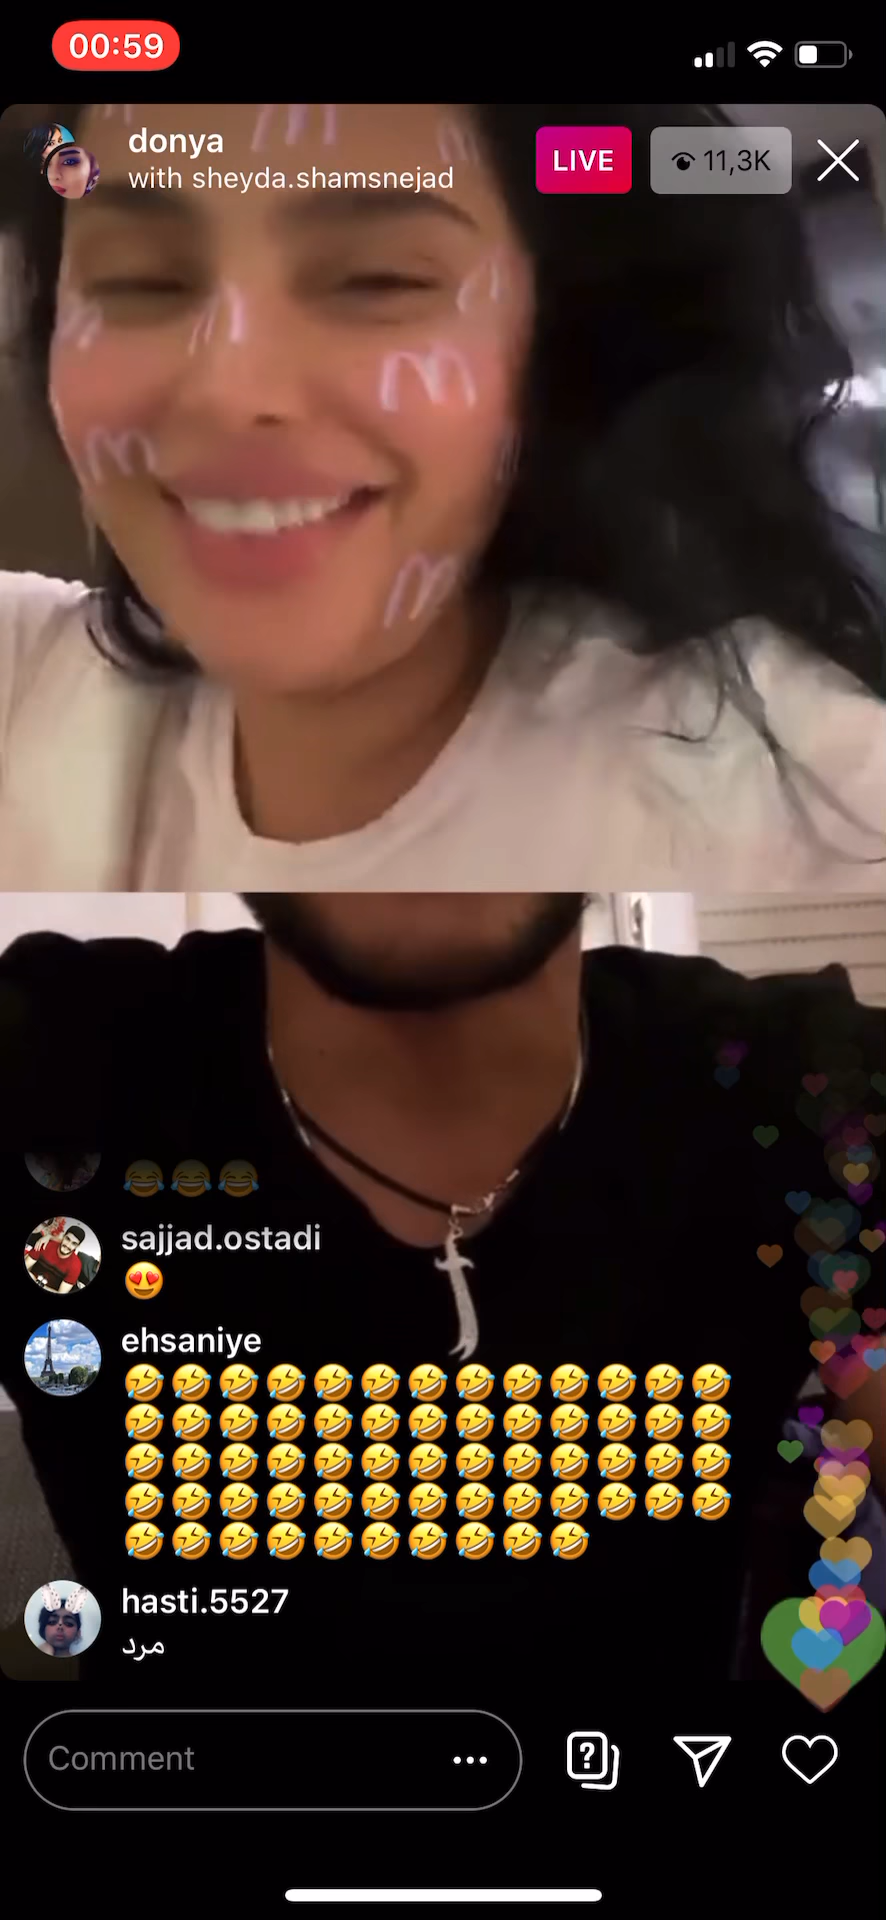 00:59
donya
with sheyda.shamsnejad
LIVE
11,3K
😂😂😂
sajjad.ostadi
😍
ehsaniye
🤣🤣🤣🤣🤣🤣🤣🤣🤣🤣🤣🤣🤣
🤣🤣🤣🤣🤣🤣🤣🤣🤣🤣🤣🤣🤣
🤣🤣🤣🤣🤣🤣🤣🤣🤣🤣🤣🤣🤣
🤣🤣🤣🤣🤣🤣🤣🤣🤣🤣🤣🤣🤣
🤣🤣🤣🤣🤣🤣🤣🤣🤣🤣
hasti.5527
مرد
Comment